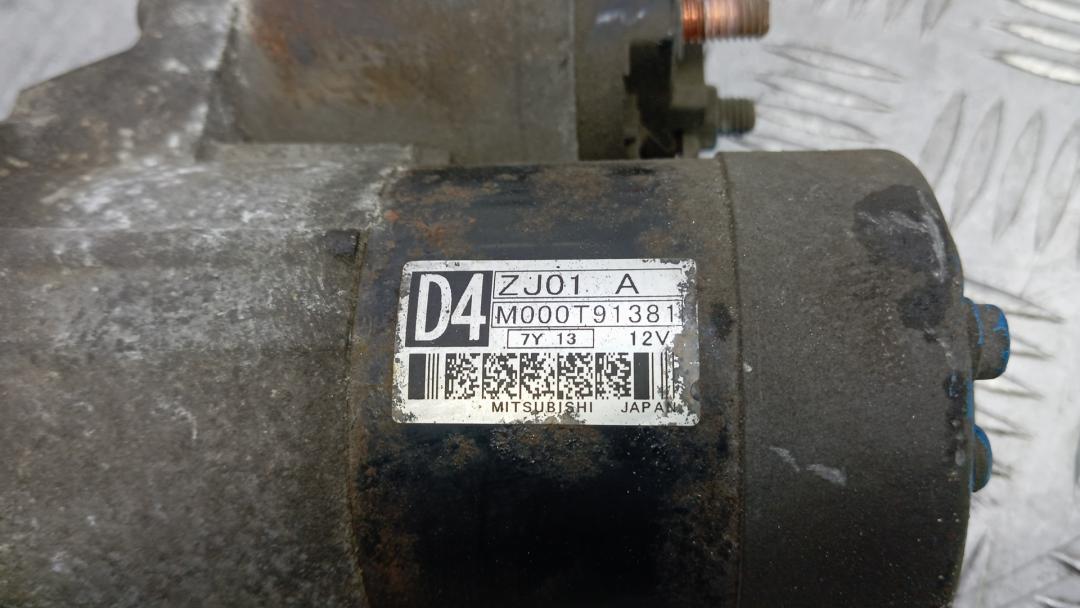 D4
ZJ01 A
M000T91381
7Y 13 12V
MITSUBISHI JAPAN